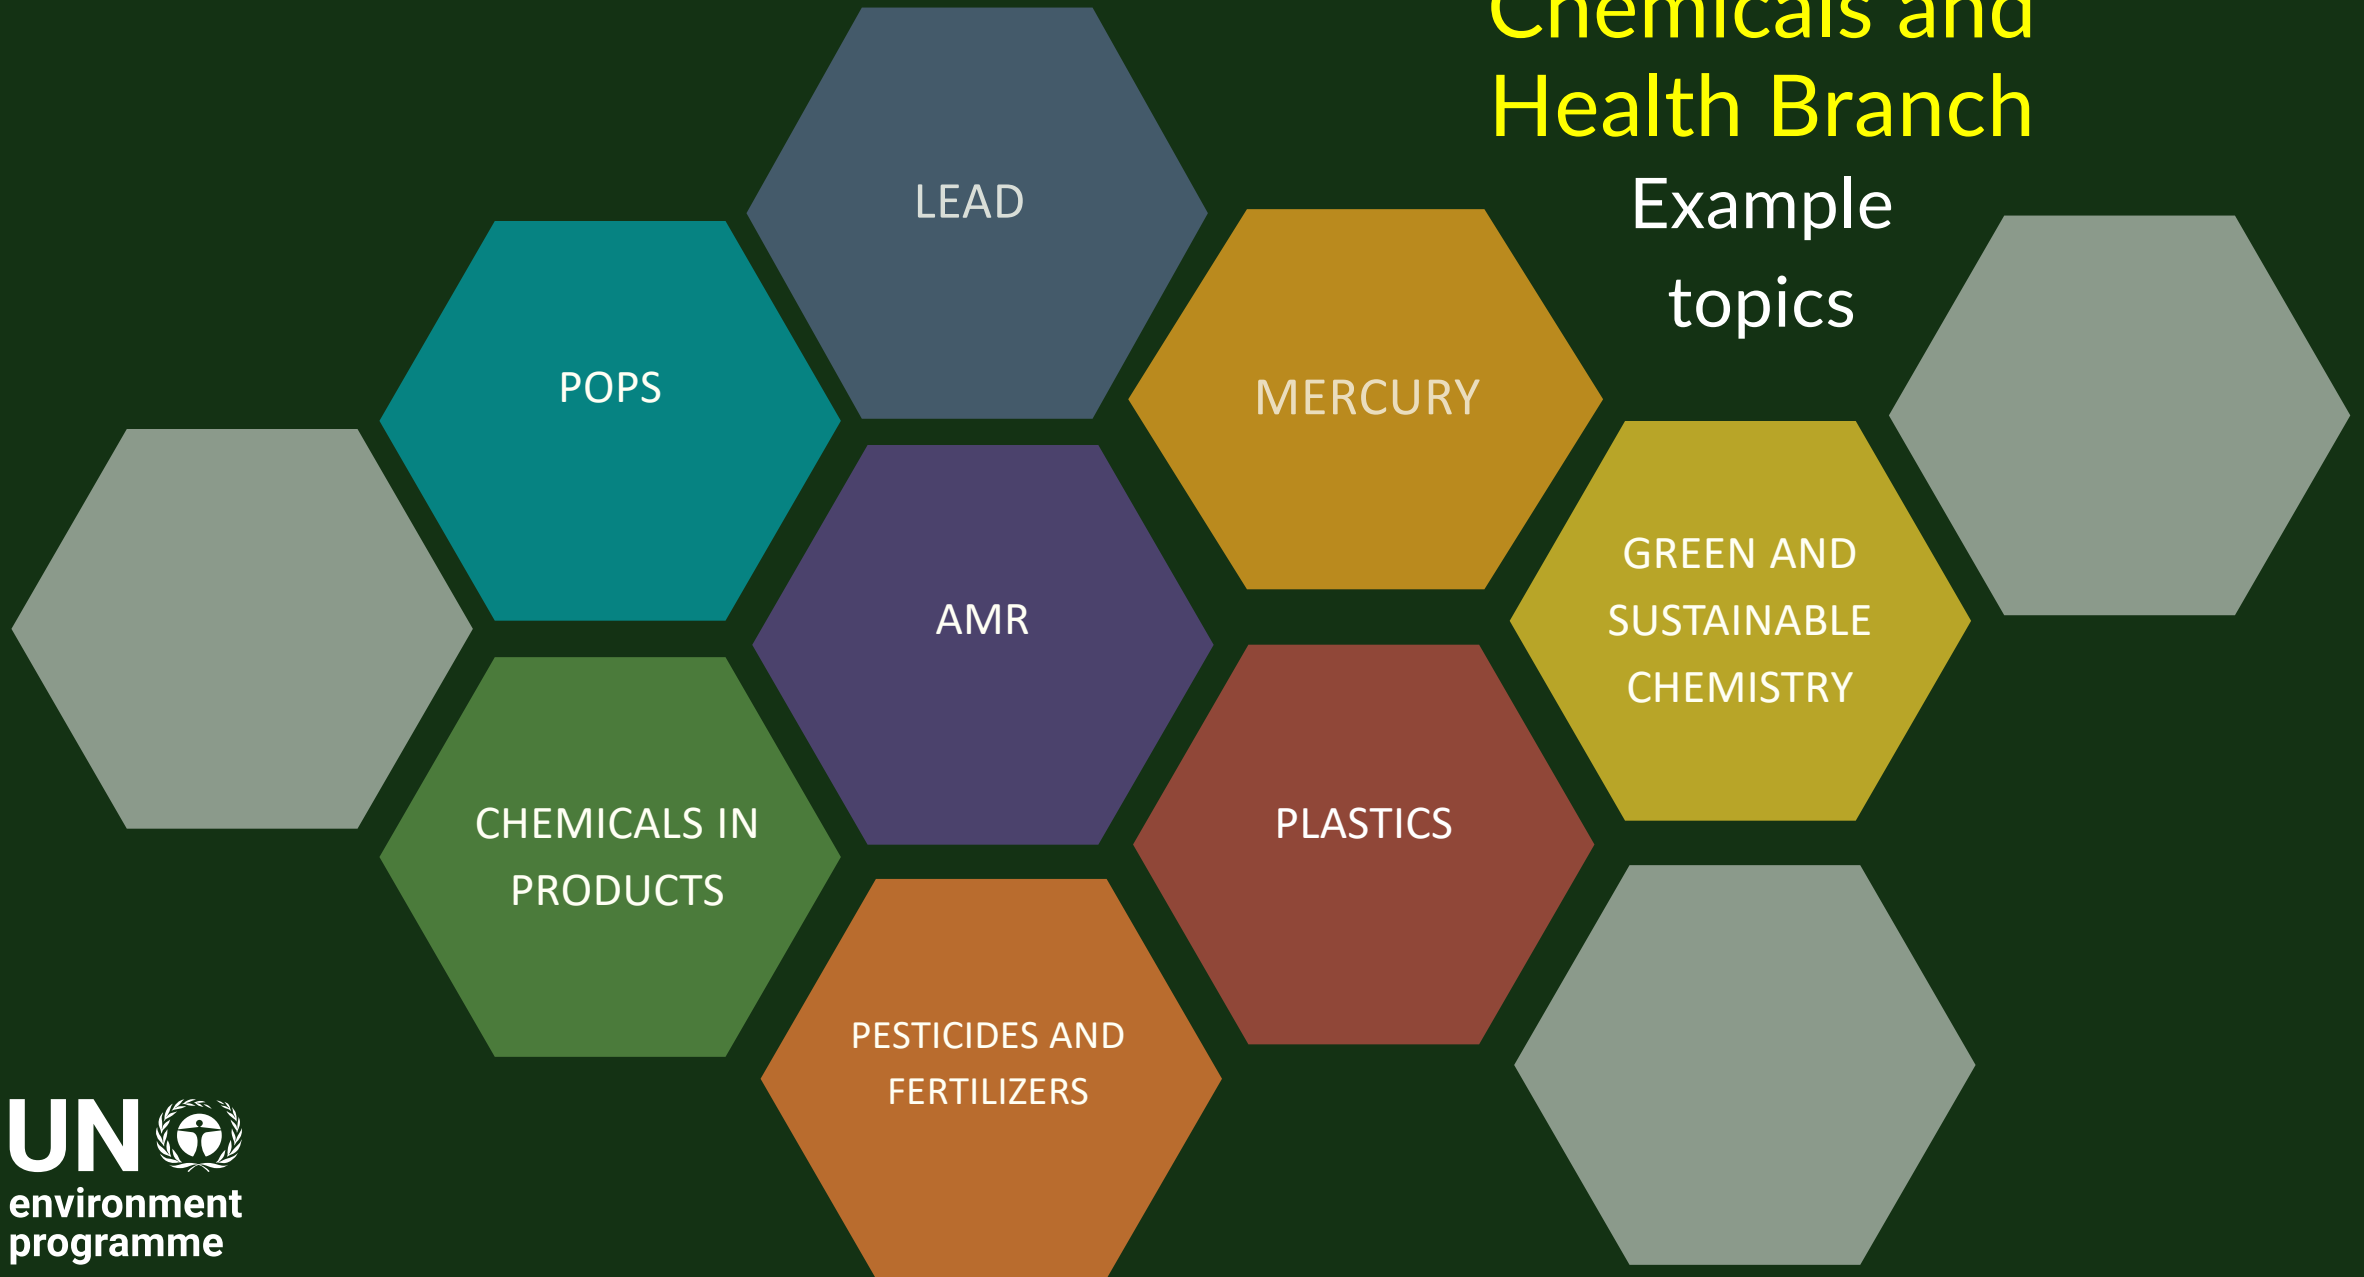 Chemicals and
Health Branch
Example
topics
LEAD
POPS
MERCURY
AMR
GREEN AND
SUSTAINABLE
CHEMISTRY
CHEMICALS IN
PRODUCTS
PLASTICS
PESTICIDES AND
FERTILIZERS
UN
environment
programme